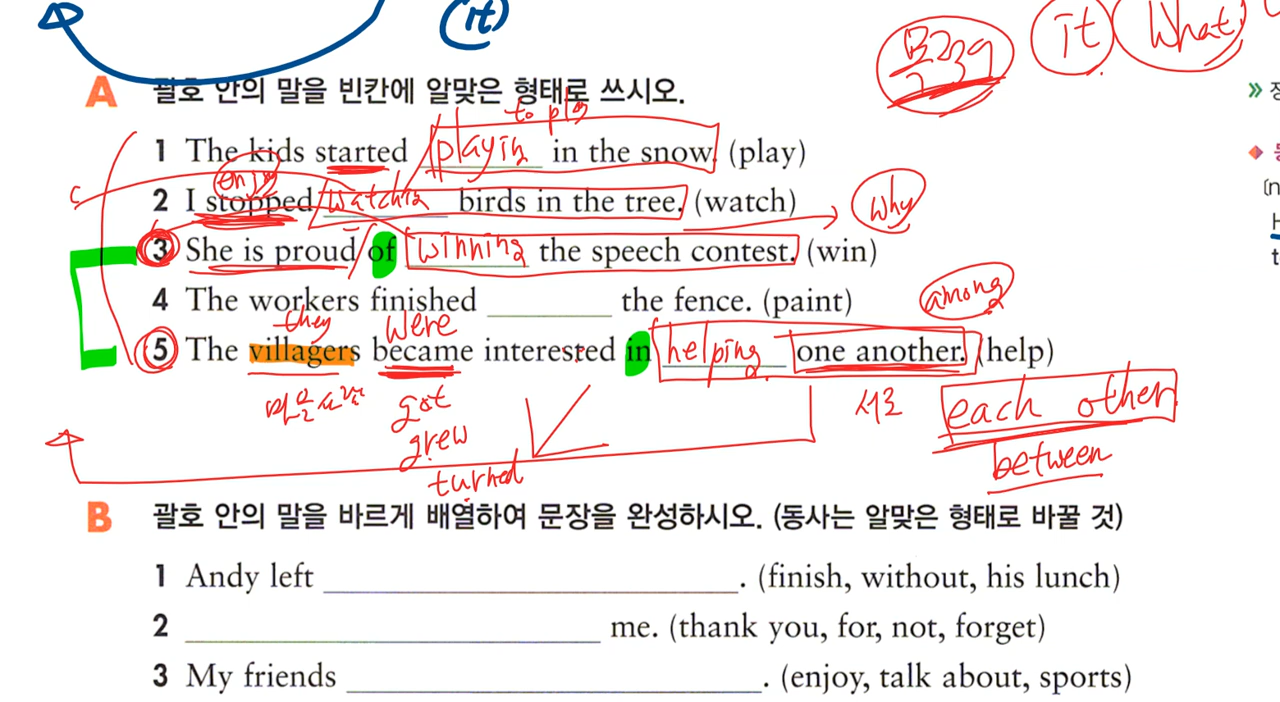 (it)
it What
A 괄호 안의 말을 빈칸에 알맞은 형태로 쓰시오.
to play
1 The kids started playing in the snow. (play)
enjoy
2 I stopped watching birds in the tree. (watch)
why
3 She is proud of winning the speech contest. (win)
4 The workers finished ________ the fence. (paint)
among
they were
5 The villagers became interested in helping one another. (help)
마을 사람들 got 서로 each other
grew
between
turned
B 괄호 안의 말을 바르게 배열하여 문장을 완성하시오. (동사는 알맞은 형태로 바꿀 것)
1 Andy left ________. (finish, without, his lunch)
2 ________ me. (thank you, for, not, forget)
3 My friends ________. (enjoy, talk about, sports)